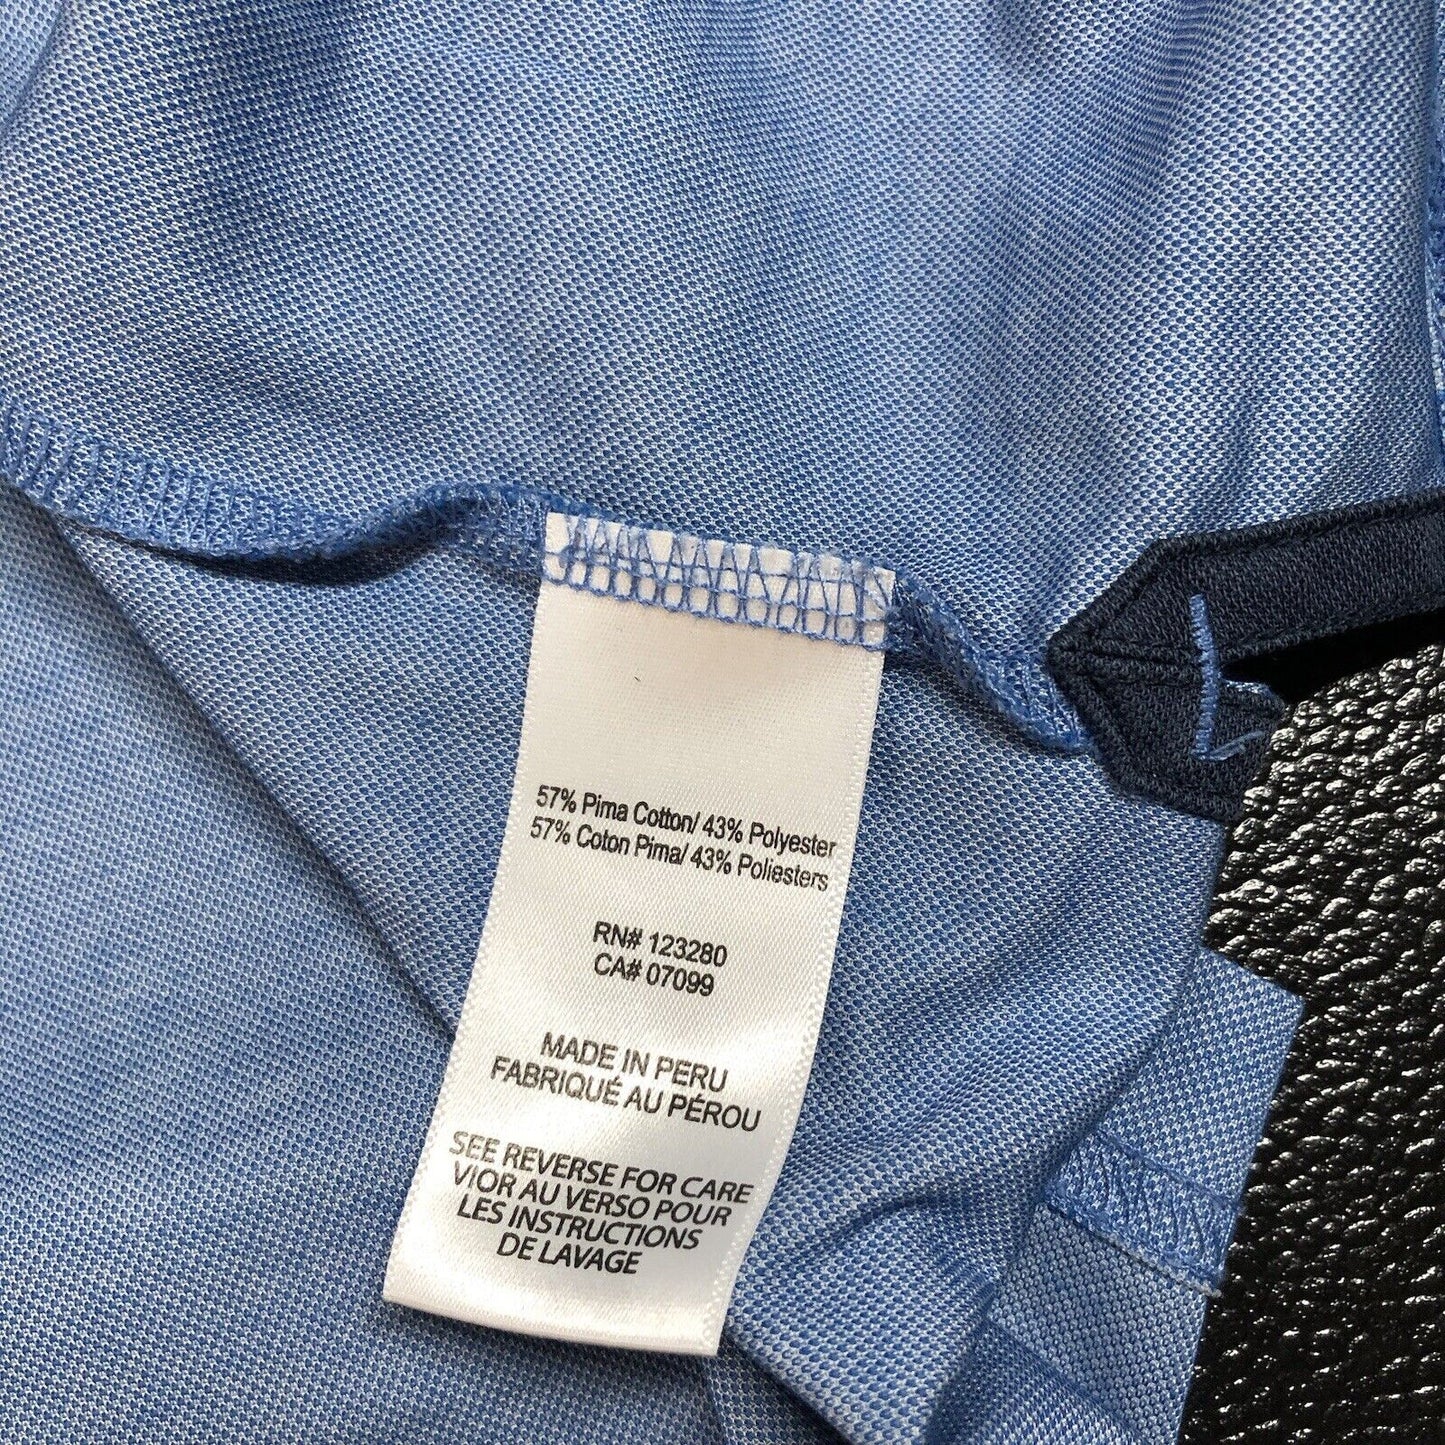 57% Pima Cotton/ 43% Polyester
57% Coton Pima/ 43% Poliesters
RN# 123280
CA# 07099
MADE IN PERU
FABRIQUÉ AU PÉROU
SEE REVERSE FOR CARE
VIOR AU VERSO POUR
LES INSTRUCTIONS
DE LAVAGE